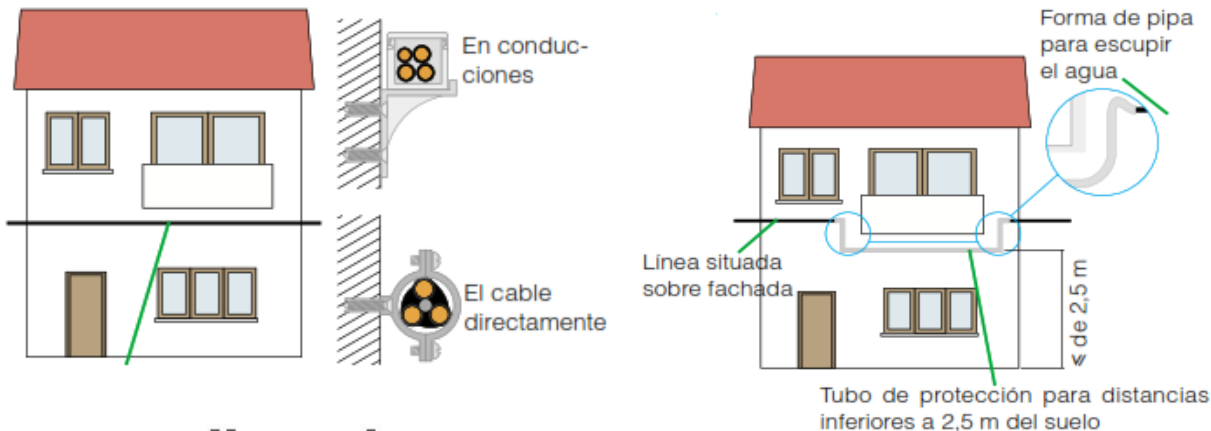 En conduc-
ciones
El cable
directamente
Forma de pipa
para escupir
el agua
Línea situada
sobre fachada
⩽ de 2,5 m
Tubo de protección para distancias
inferiores a 2,5 m del suelo